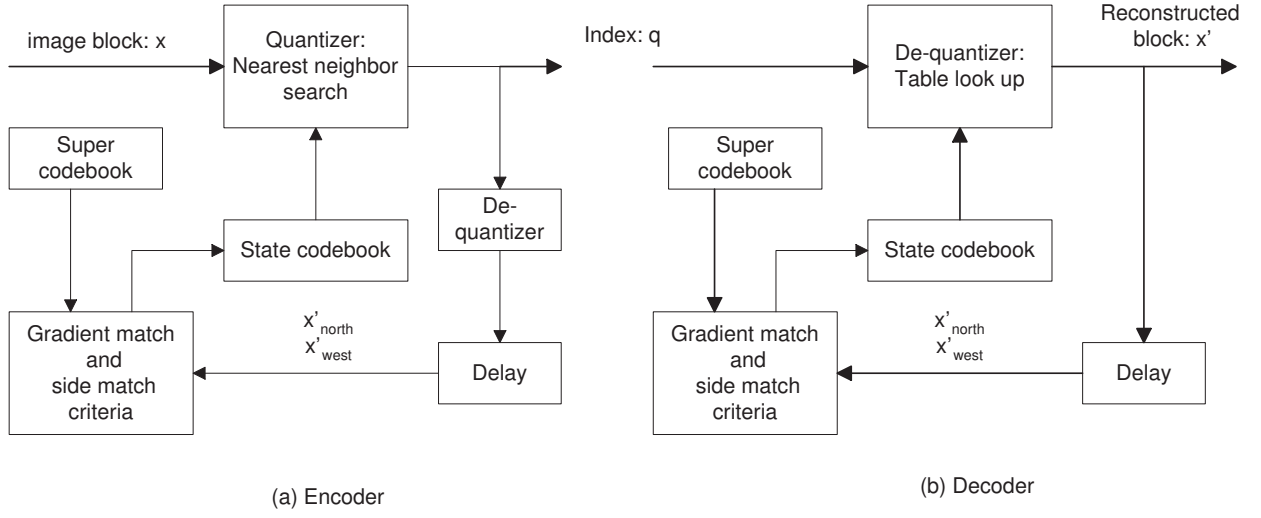 image block: x
Quantizer:
Nearest neighbor
search
Super
codebook
De-
quantizer
State codebook
Gradient match
and
side match
criteria
x’north
x’west
Delay
(a) Encoder
Index: q
De-quantizer:
Table look up
Reconstructed
block: x’
Super
codebook
State codebook
Gradient match
and
side match
criteria
x’north
x’west
Delay
(b) Decoder